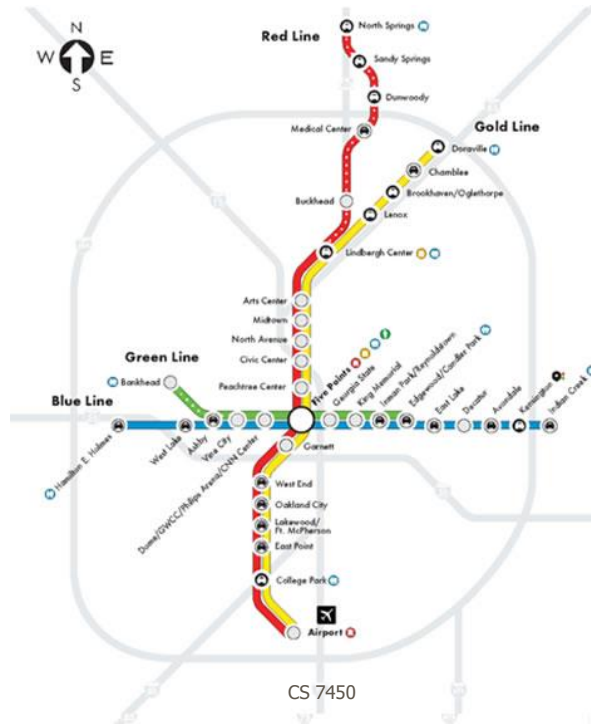 N
W E
S
Red Line
North Springs
Sandy Springs
Dunwoody
Medical Center
Gold Line
Doraville
Chamblee
Brookhaven/Oglethorpe
Buckhead
Lenox
Lindbergh Center
Arts Center
Midtown
North Avenue
Civic Center
Peachtree Center
Green Line
Bankhead
Blue Line
Hamilton E. Holmes
West Lake
Ashby
Vine City
Dome/GWCC/Philips Arena/CNN Center
Five Points
Georgia State
King Memorial
Inman Park/Reynoldstown
Edgewood/Candler Park
East Lake
Decatur
Avondale
Kensington
Indian Creek
Garnett
West End
Oakland City
Lakewood/
Ft. McPherson
East Point
College Park
Airport
CS 7450